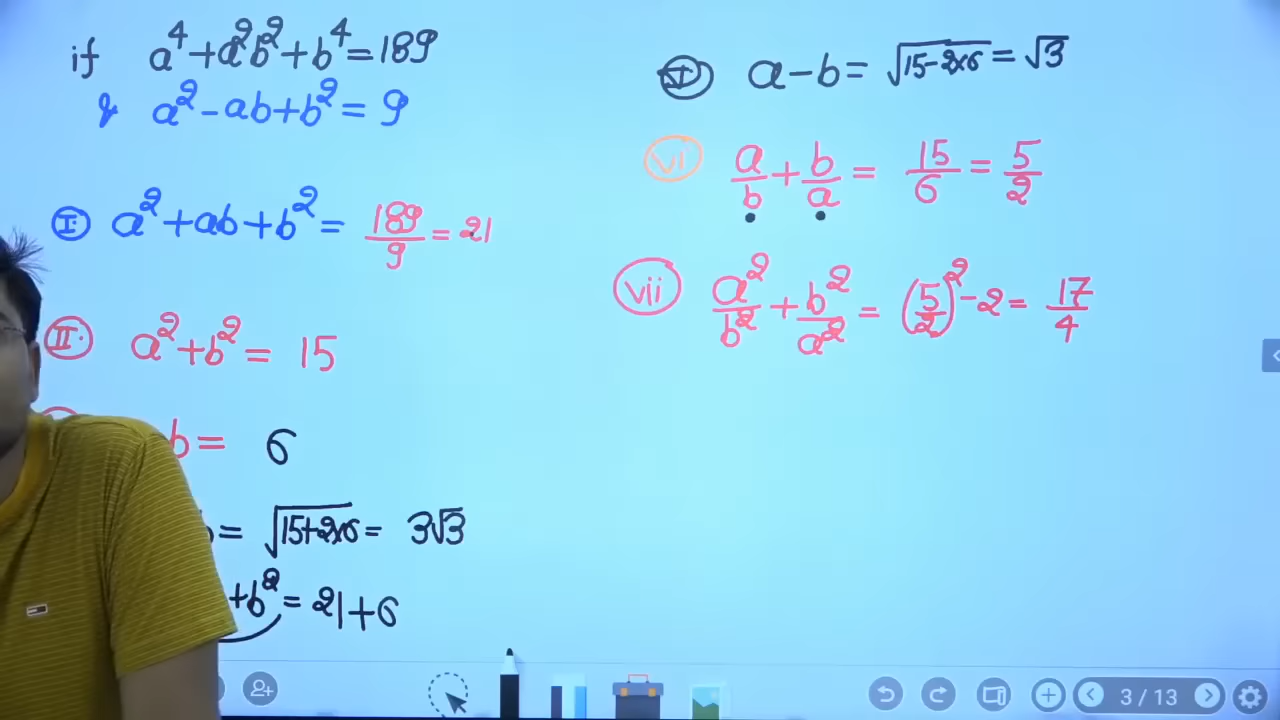 if a⁴+a²b²+b⁴=189
& a²-ab+b²=9
I. a²+ab+b²= 189/9 = 21
II. a²+b²= 15
b= 6
b= √(15+2×6)= 3√3
+b²= 21+6
a-b= √(15-2×6)= √3
vi a/b + b/a = 15/6 = 5/2
vii a²/b² + b²/a² = (5/2)²-2= 17/4
3 / 13